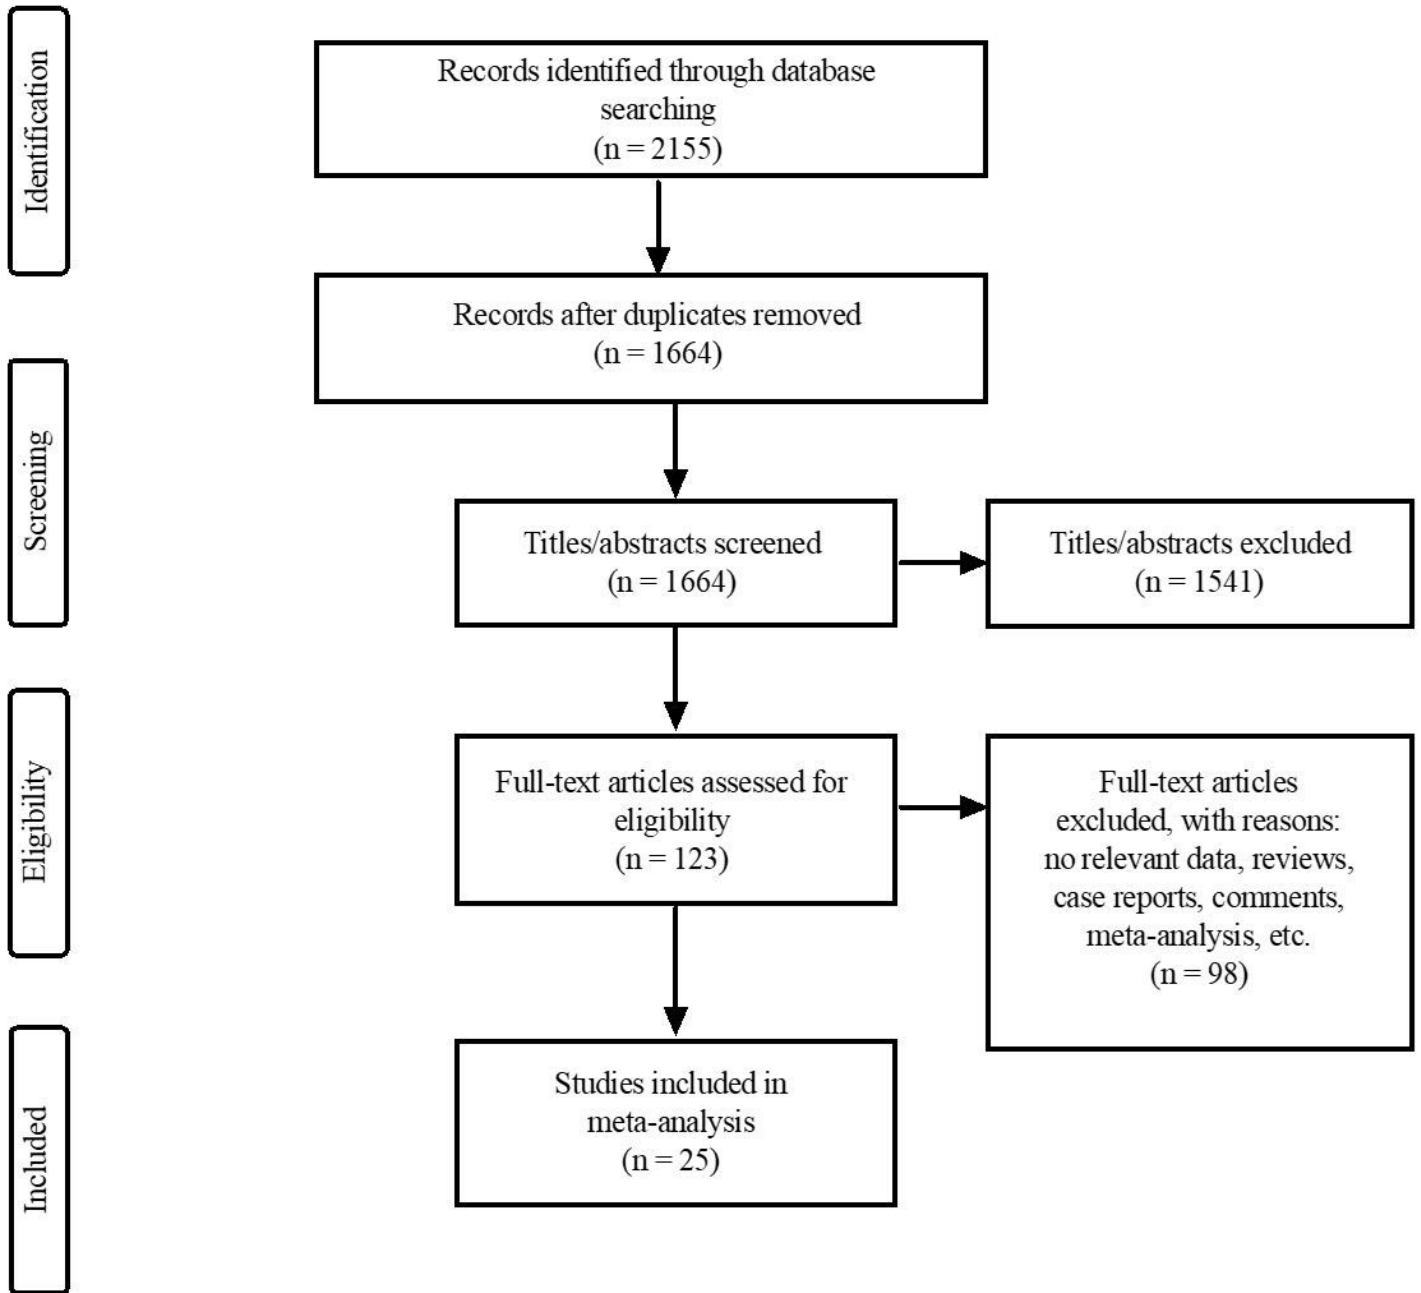 Identification
Records identified through database
searching
(n = 2155)
Records after duplicates removed
(n = 1664)
Screening
Titles/abstracts screened
(n = 1664)
Titles/abstracts excluded
(n = 1541)
Eligibility
Full-text articles assessed for
eligibility
(n = 123)
Full-text articles
excluded, with reasons:
no relevant data, reviews,
case reports, comments,
meta-analysis, etc.
(n = 98)
Included
Studies included in
meta-analysis
(n = 25)